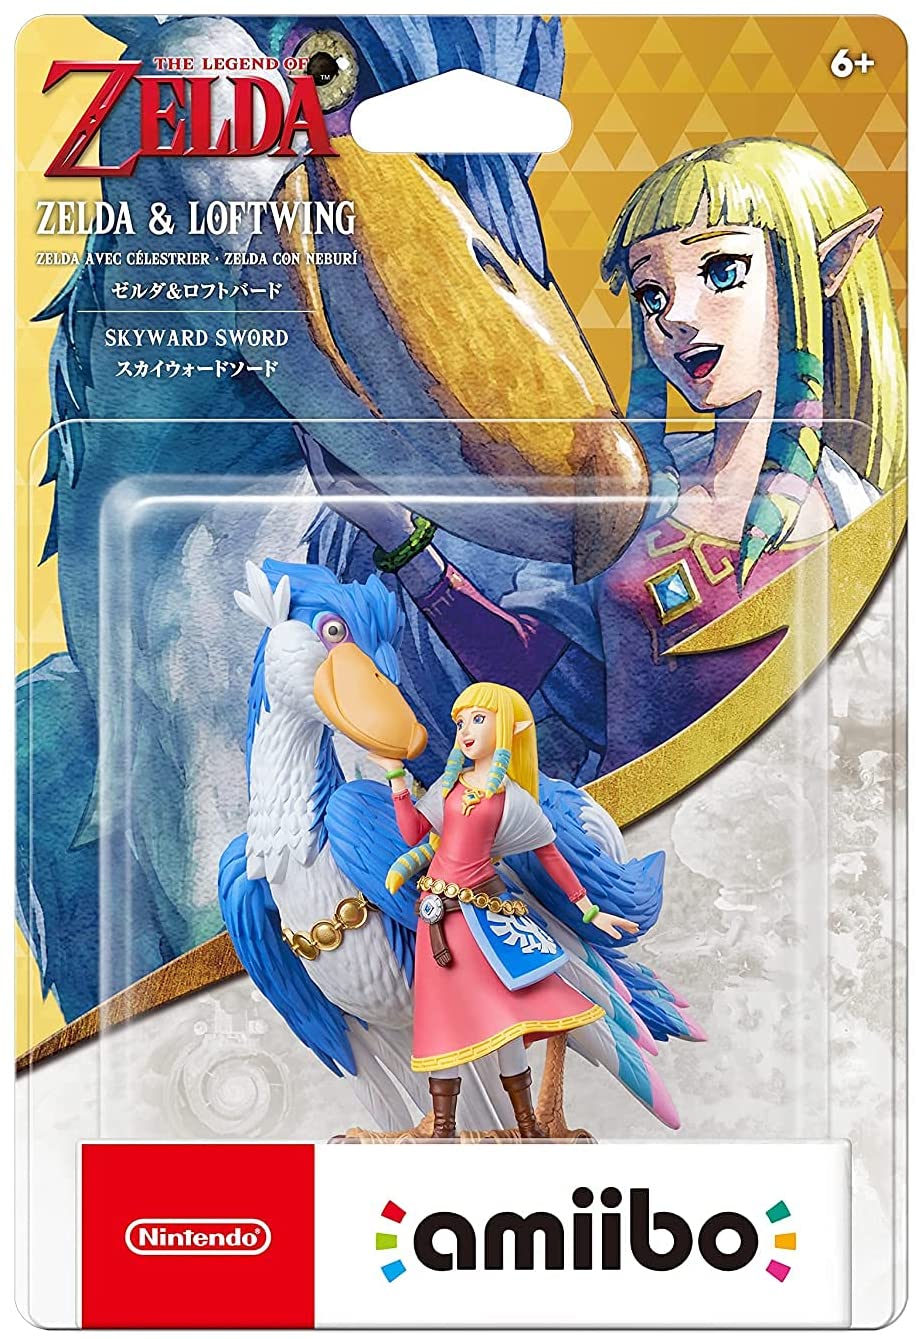 THE LEGEND OF
ZELDA™
6+
ZELDA & LOFTWING
ZELDA AVEC CÉLESTRIER · ZELDA CON NEBURÍ
ゼルダ&ロフトバード
SKYWARD SWORD
スカイウォードソード
Nintendo®
amiibo